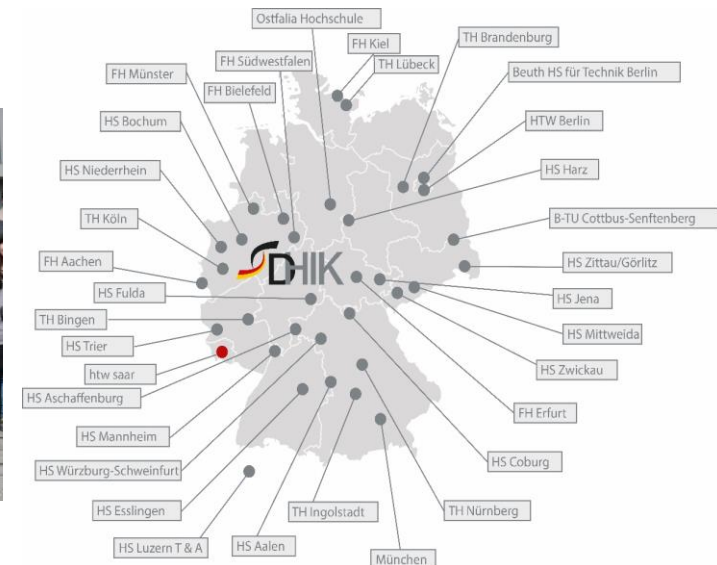 Ostfalia Hochschule
FH Kiel
TH Brandenburg
FH Südwestfalen
TH Lübeck
FH Münster
Beuth HS für Technik Berlin
FH Bielefeld
HS Bochum
HTW Berlin
HS Niederrhein
HS Harz
TH Köln
B-TU Cottbus-Senftenberg
FH Aachen
DHIK
HS Zittau/Görlitz
HS Fulda
HS Jena
TH Bingen
HS Mittweida
HS Trier
HS Zwickau
htw saar
HS Aschaffenburg
FH Erfurt
HS Mannheim
HS Coburg
HS Würzburg-Schweinfurt
HS Esslingen
TH Ingolstadt
TH Nürnberg
HS Luzern T & A
HS Aalen
München